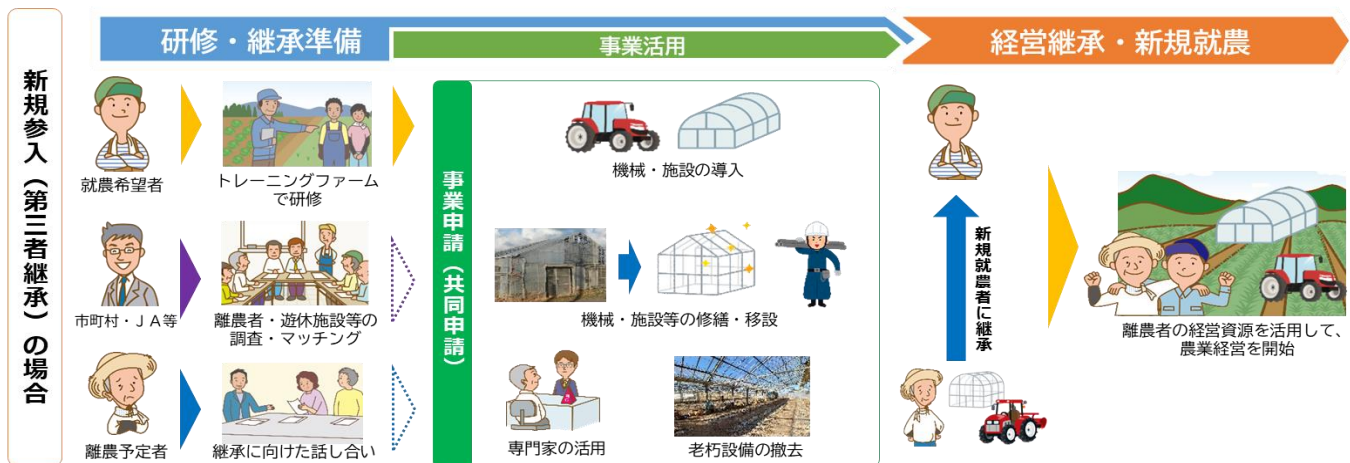 新規参入（第三者継承）の場合
研修・継承準備
事業活用
経営継承・新規就農
就農希望者
トレーニングファーム
で研修
市町村・ＪＡ等
離農者・遊休施設等の
調査・マッチング
離農予定者
継承に向けた話し合い
事業申請（共同申請）
機械・施設の導入
機械・施設等の修繕・移設
専門家の活用
老朽設備の撤去
新規就農者に継承
離農者の経営資源を活用して、
農業経営を開始